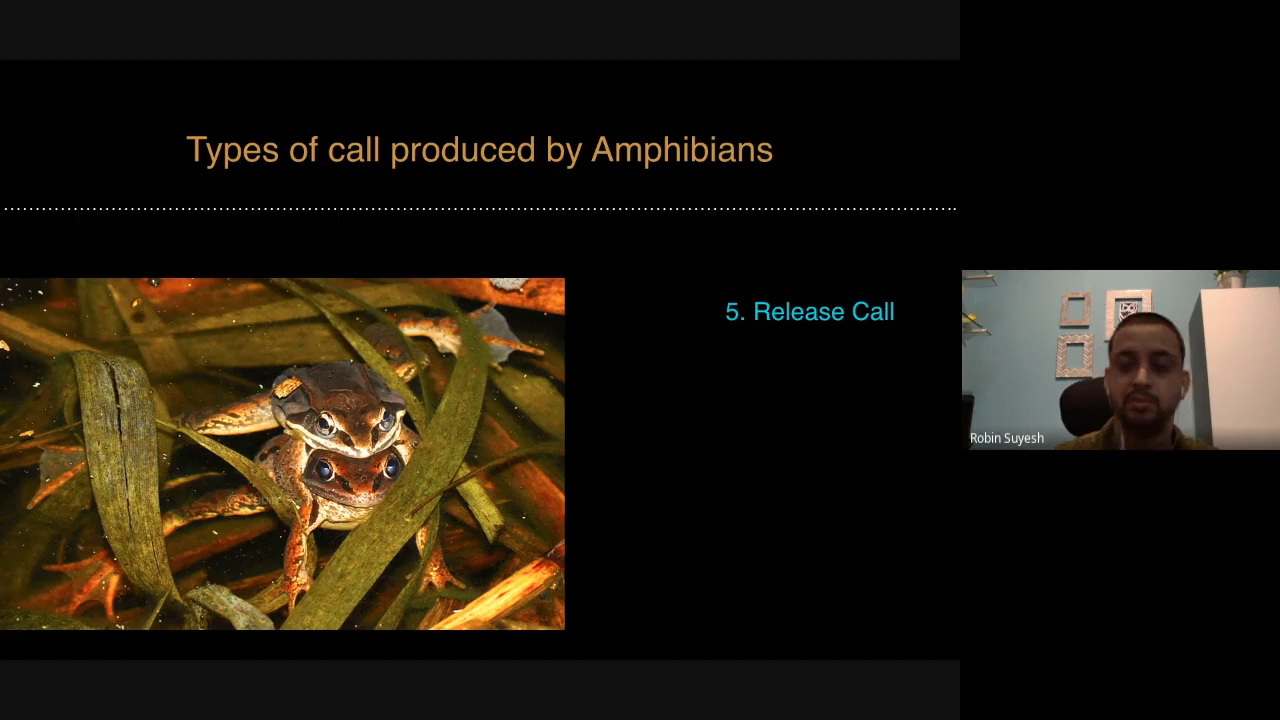 Types of call produced by Amphibians
5. Release Call
Robin Suyesh